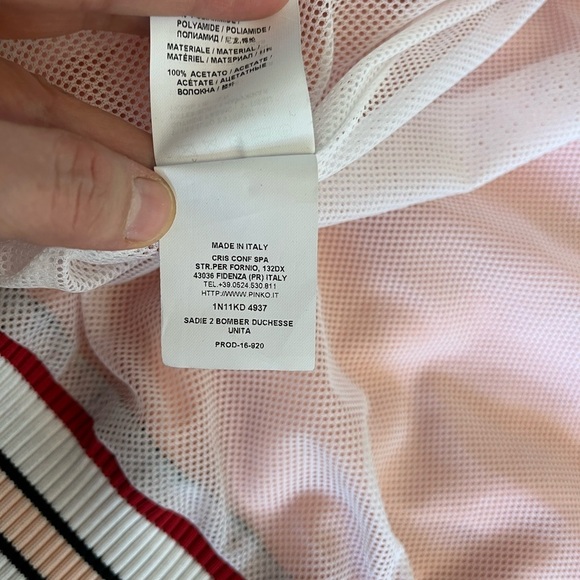 POLYAMIDE / POLIAMIDE /
ПОЛИАМИД /
MATERIALE / MATERIAL /
MATÉRIEL / МАТЕРИАЛ /
100% ACETATO / ACETATE /
ACÉTATE / АЦЕТАТНЫЕ
ВОЛОКНА /
MADE IN ITALY
CRIS CONF SPA
STR.PER FORNIO, 132DX
43036 FIDENZA (PR) ITALY
TEL.+39.0524.530.811
HTTP://WWW.PINKO.IT
1N11KD 4937
SADIE 2 BOMBER DUCHESSE
UNITA
PROD-16-920